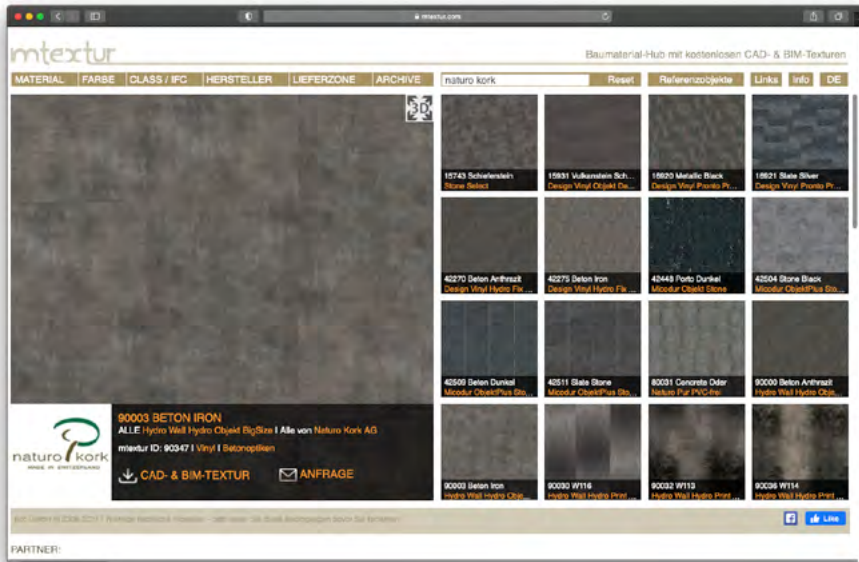 mtextur.com
mtextur
Baumaterial-Hub mit kostenlosen CAD- & BIM-Texturen
MATERIAL FARBE CLASS / IFC HERSTELLER LIEFERZONE ARCHIVE naturo kork Reset Referenzobjekte Links Info DE
3D
15743 Schieferstein
Stone Select
15931 Vulkanstein Sch...
Design Vinyl Objekt De...
16920 Metallic Black
Design Vinyl Pronto Pr...
16921 Slate Silver
Design Vinyl Pronto Pr...
42270 Beton Anthrazit
Design Vinyl Hydro Fix ...
42275 Beton Iron
Design Vinyl Hydro Fix ...
42448 Porto Dunkel
Micodur Objekt Stone
42504 Stone Black
Micodur ObjektPlus Sto...
42509 Beton Dunkel
Micodur ObjektPlus Sto...
42511 Slate Stone
Micodur ObjektPlus Sto...
80031 Concrete Oder
Naturo Pur PVC-frei
90000 Beton Anthrazit
Hydro Wall Hydro Obje...
90003 Beton Iron
Hydro Wall Hydro Obje...
90030 W116
Hydro Wall Hydro Print ...
90032 W113
Hydro Wall Hydro Print ...
90036 W114
Hydro Wall Hydro Print ...
naturo kork
MADE IN SWITZERLAND
90003 BETON IRON
ALLE Hydro Wall Hydro Objekt BigSize I Alle von Naturo Kork AG
mtextur ID: 90347 I Vinyl I Betonoptiken
CAD- & BIM-TEXTUR
ANFRAGE
Like
PARTNER: